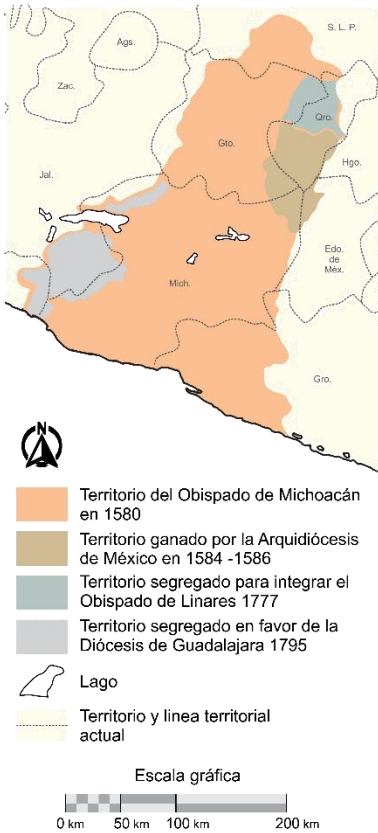 S. L. P.
Ags.
Zac.
Qro.
Gto.
Hgo.
Jal.
Edo.
de
Méx.
Mich.
Gro.
N
Territorio del Obispado de Michoacán
en 1580
Territorio ganado por la Arquidiócesis
de México en 1584 -1586
Territorio segregado para integrar el
Obispado de Linares 1777
Territorio segregado en favor de la
Diócesis de Guadalajara 1795
Lago
Territorio y linea territorial
actual
Escala gráfica
0 km 50 km 100 km 200 km